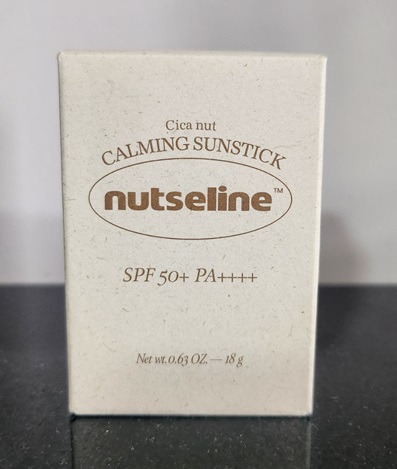 Cica nut
CALMING SUNSTICK
nutseline™
SPF 50+ PA++++
Net wt. 0.63 OZ. — 18 g